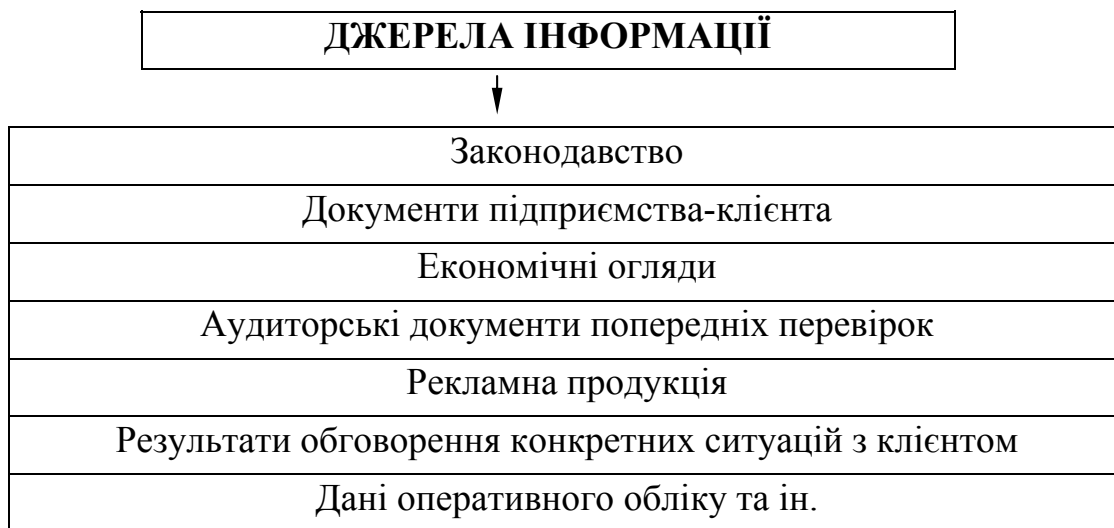 ДЖЕРЕЛА ІНФОРМАЦІЇ
Законодавство
Документи підприємства-клієнта
Економічні огляди
Аудиторські документи попередніх перевірок
Рекламна продукція
Результати обговорення конкретних ситуацій з клієнтом
Дані оперативного обліку та ін.